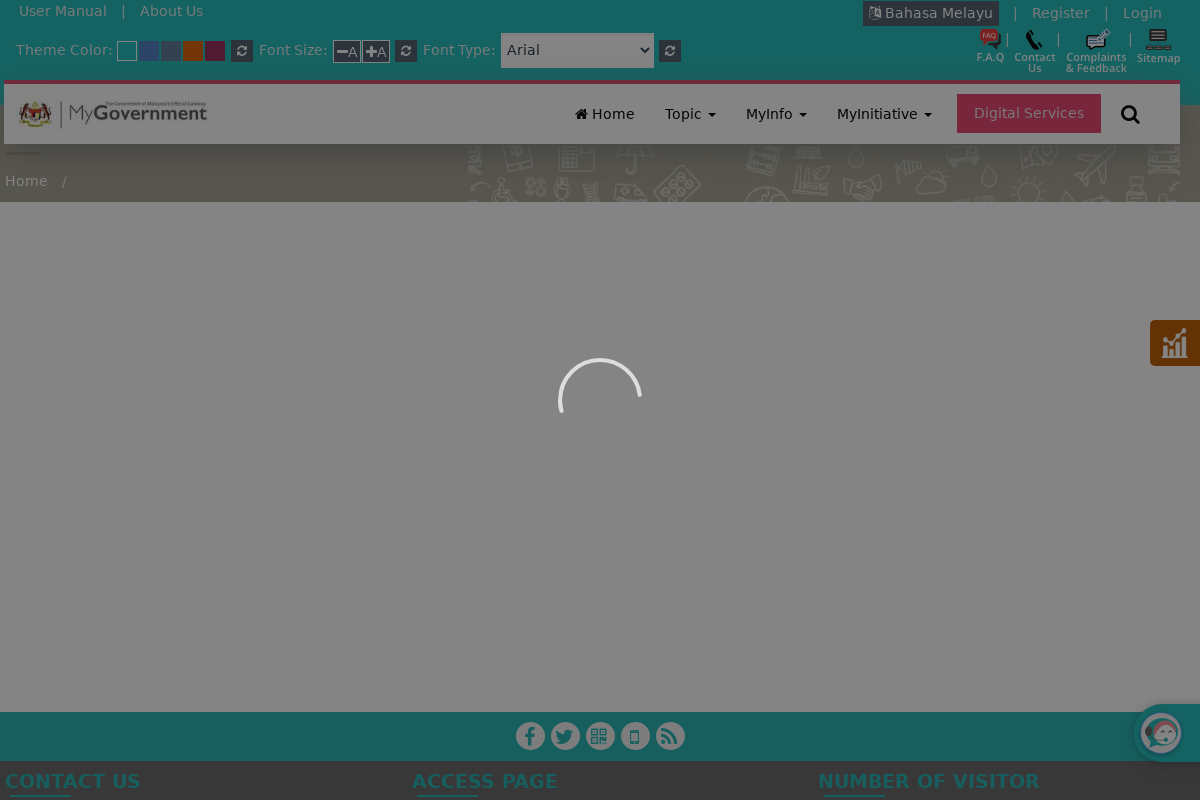 User Manual | About Us
Bahasa Melayu | Register | Login
Theme Color: Font Size: -A +A Font Type: Arial
FAQ
F.A.Q | Contact Us | Complaints & Feedback | Sitemap
The Government of Malaysia's Official Gateway
MyGovernment
Home Topic MyInfo MyInitiative Digital Services
Home /
CONTACT US ACCESS PAGE NUMBER OF VISITOR